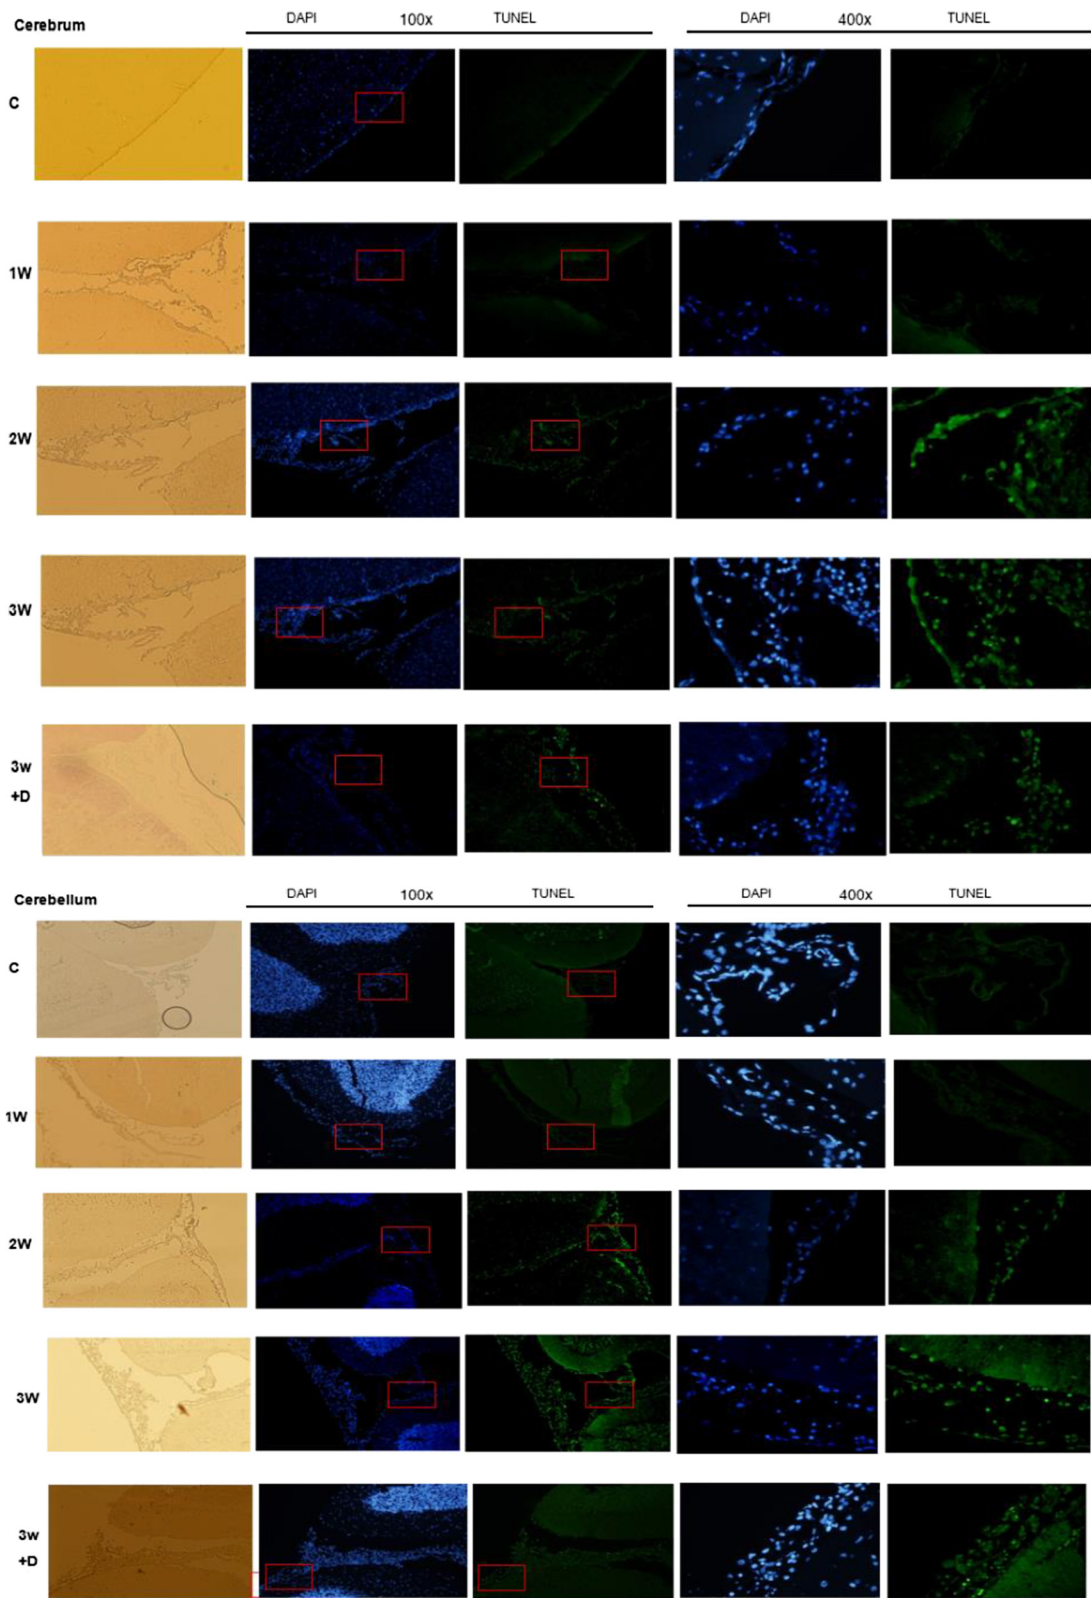 Cerebrum
DAPI 100x TUNEL DAPI 400x TUNEL
C
1W
2W
3W
3w
+D
Cerebellum
DAPI 100x TUNEL DAPI 400x TUNEL
C
1W
2W
3W
3w
+D